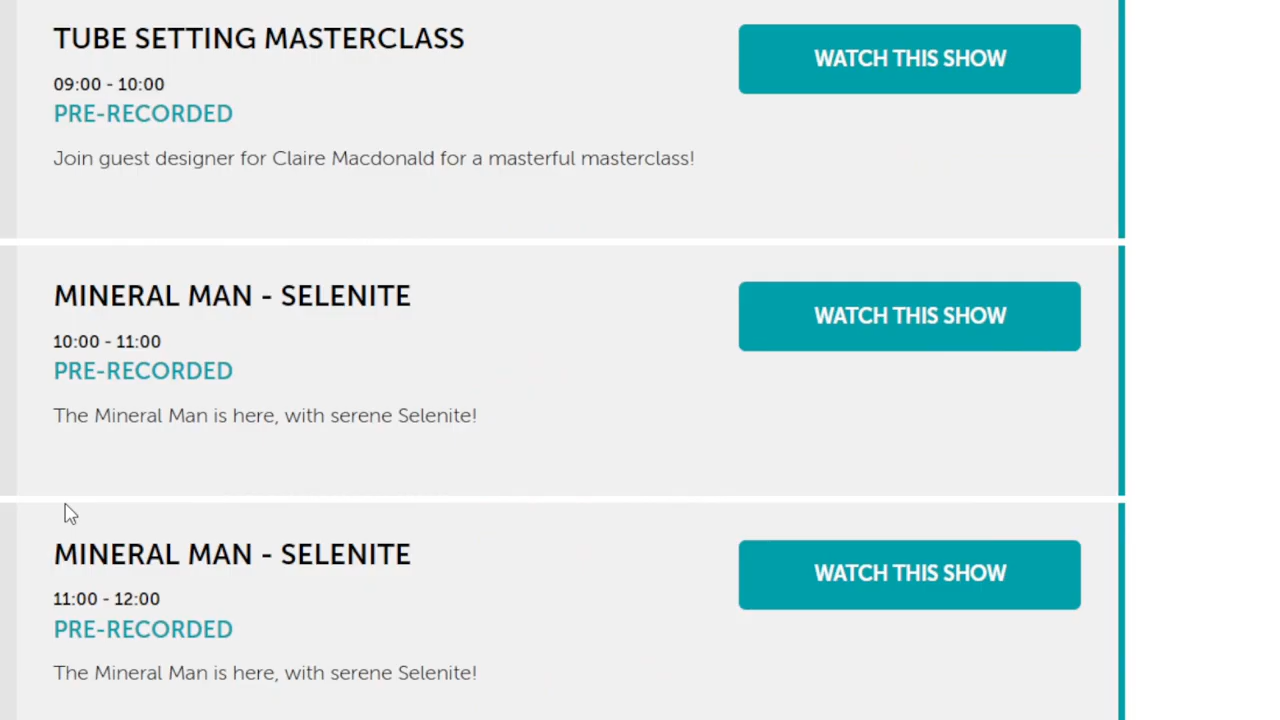 TUBE SETTING MASTERCLASS
WATCH THIS SHOW
09:00 - 10:00
PRE-RECORDED
Join guest designer for Claire Macdonald for a masterful masterclass!
MINERAL MAN - SELENITE
WATCH THIS SHOW
10:00 - 11:00
PRE-RECORDED
The Mineral Man is here, with serene Selenite!
MINERAL MAN - SELENITE
WATCH THIS SHOW
11:00 - 12:00
PRE-RECORDED
The Mineral Man is here, with serene Selenite!